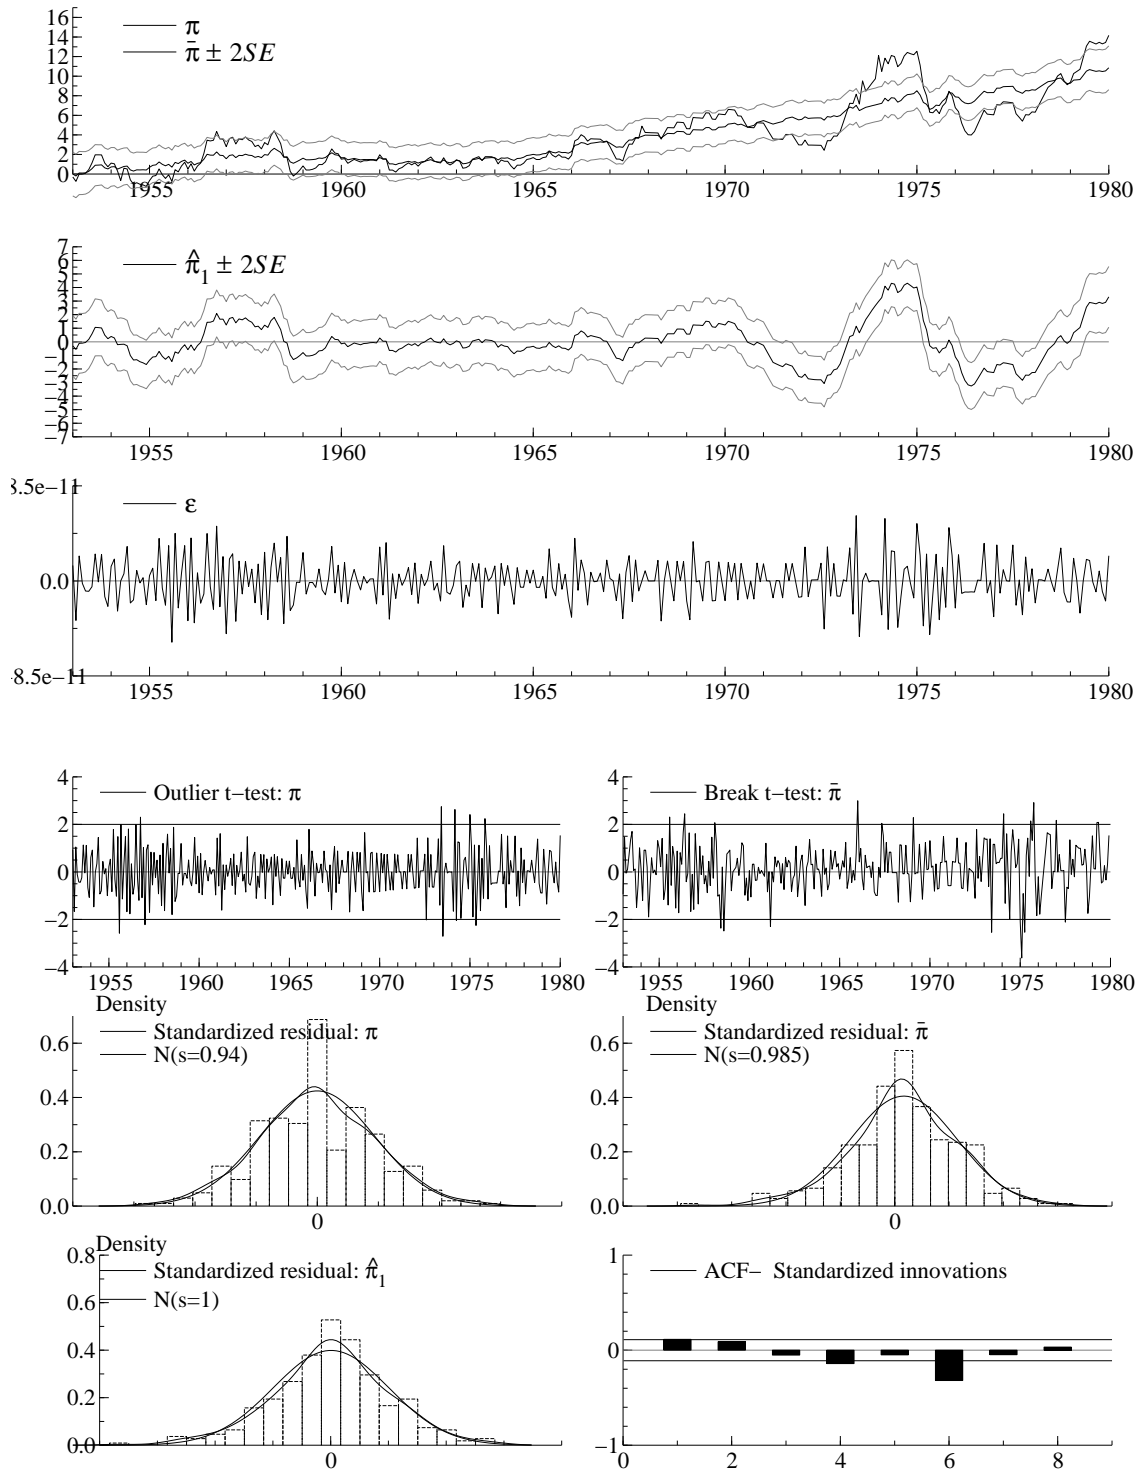 16
π
14
π̄ ± 2SE
12
10
8
6
4
2
0
1955 1960 1965 1970 1975 1980
7
6
5
π̂1 ± 2SE
4
3
2
1
0
−1
−2
−3
−4
−5
−6
−7
1955 1960 1965 1970 1975 1980
8.5e−11
ε
0.0
-8.5e−11
1955 1960 1965 1970 1975 1980
4
Outlier t−test: π
2
0
−2
−4
1955 1960 1965 1970 1975 1980
4
Break t−test: π̄
2
0
−2
−4
1955 1960 1965 1970 1975 1980
Density
Standardized residual: π
N(s=0.94)
0.6
0.4
0.2
0.0
0
Density
Standardized residual: π̄
N(s=0.985)
0.6
0.4
0.2
0.0
0
Density
0.8
Standardized residual: π̂1
N(s=1)
0.6
0.4
0.2
0.0
0
1
ACF− Standardized innovations
0
−1
0 2 4 6 8